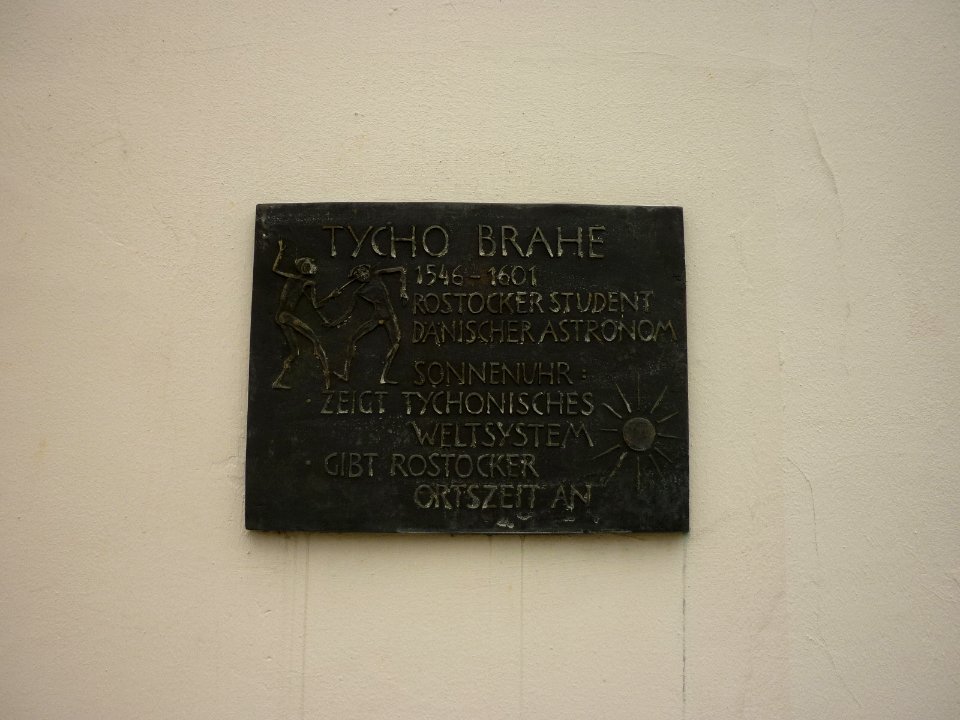 TYCHO BRAHE
1546-1601
ROSTOCKER STUDENT
DÄNISCHER ASTRONOM
SONNENUHR:
· ZEIGT TYCHONISCHES
WELTSYSTEM
· GIBT ROSTOCKER
ORTSZEIT AN